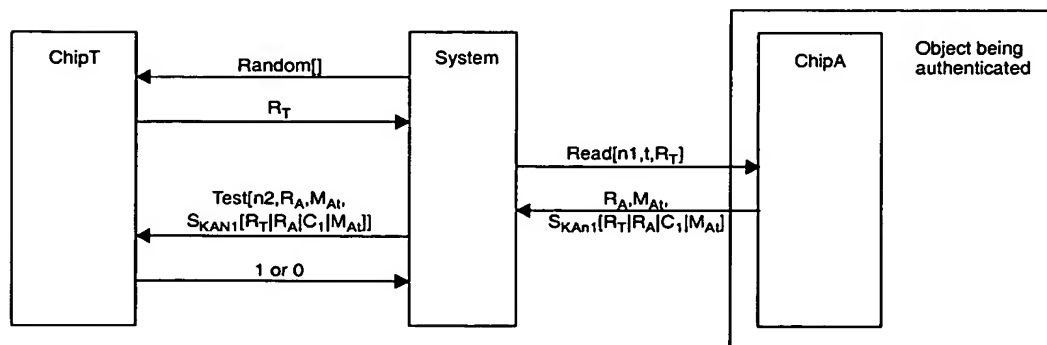 ChipT
System
ChipA
Object being
authenticated
Random[]
R_T
Read[n1,t,R_T]
Test[n2,R_A,M_At,
S_KAN1[R_T|R_A|C_1|M_At]]
R_A,M_At,
S_KAn1[R_T|R_A|C_1|M_At]
1 or 0